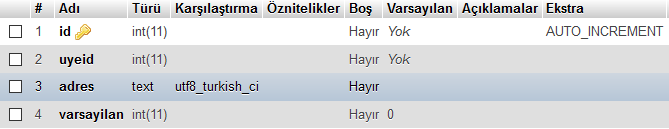 # Adı Türü Karşılaştırma Öznitelikler Boş Varsayılan Açıklamalar Ekstra
1 id int(11) Hayır Yok AUTO_INCREMENT
2 uyeid int(11) Hayır Yok
3 adres text utf8_turkish_ci Hayır
4 varsayilan int(11) Hayır 0